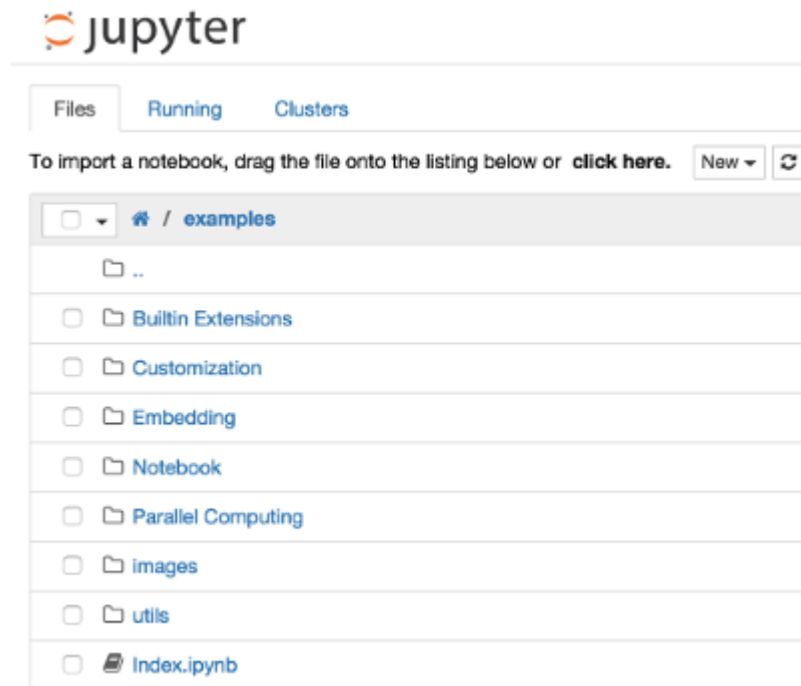 jupyter
Files Running Clusters
To import a notebook, drag the file onto the listing below or click here. New
/ examples
..
Builtin Extensions
Customization
Embedding
Notebook
Parallel Computing
images
utils
Index.ipynb